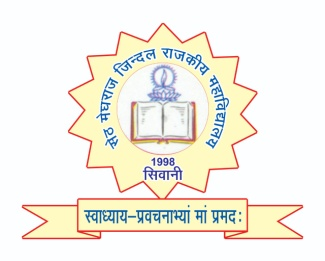 सेठ मेघराज जिन्दल राजकीय महाविद्यालय
1998
सिवानी
स्वाध्याय–प्रवचनाभ्यां मां प्रमदः